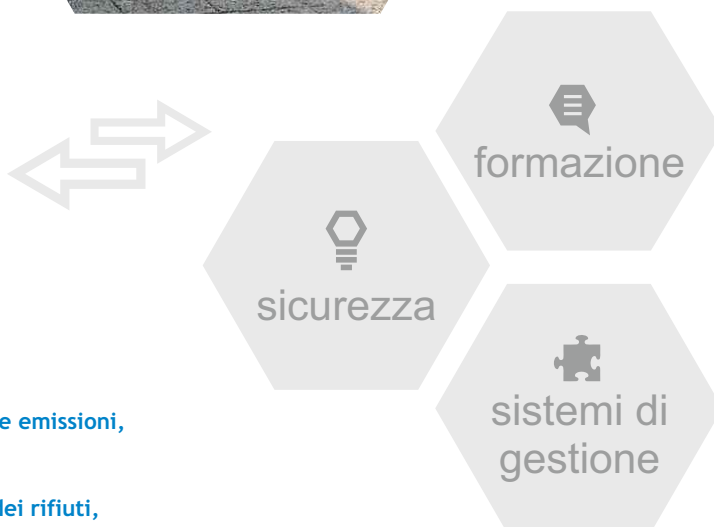 formazione
sicurezza
sistemi di
gestione
e emissioni,
dei rifiuti,